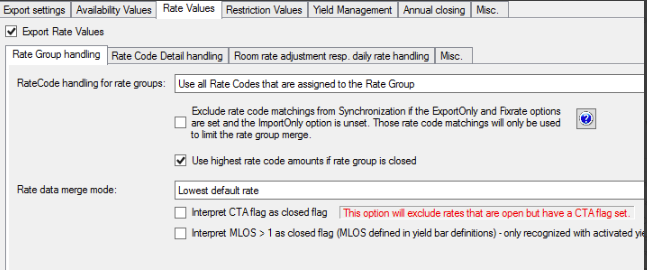 Export settings Availability Values Rate Values Restriction Values Yield Management Annual closing Misc.
Export Rate Values
Rate Group handling Rate Code Detail handling Room rate adjustment resp. daily rate handling Misc.
RateCode handling for rate groups: Use all Rate Codes that are assigned to the Rate Group
Exclude rate code matchings from Synchronization if the ExportOnly and Fixrate options
are set and the ImportOnly option is unset. Those rate code matchings will only be used
to limit the rate group merge.
?
Use highest rate code amounts if rate group is closed
Rate data merge mode: Lowest default rate
Interpret CTA flag as closed flag This option will exclude rates that are open but have a CTA flag set.
Interpret MLOS > 1 as closed flag (MLOS defined in yield bar definitions) - only recognized with activated